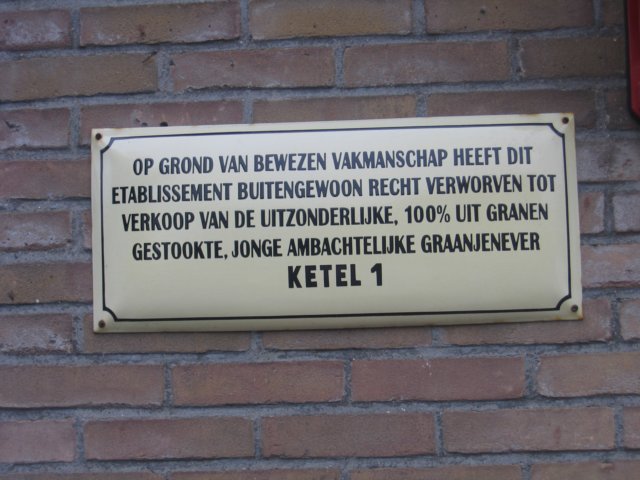 OP GROND VAN BEWEZEN VAKMANSCHAP HEEFT DIT
ETABLISSEMENT BUITENGEWOON RECHT VERWORVEN TOT
VERKOOP VAN DE UITZONDERLIJKE, 100% UIT GRANEN
GESTOOKTE, JONGE AMBACHTELIJKE GRAANJENEVER
KETEL 1